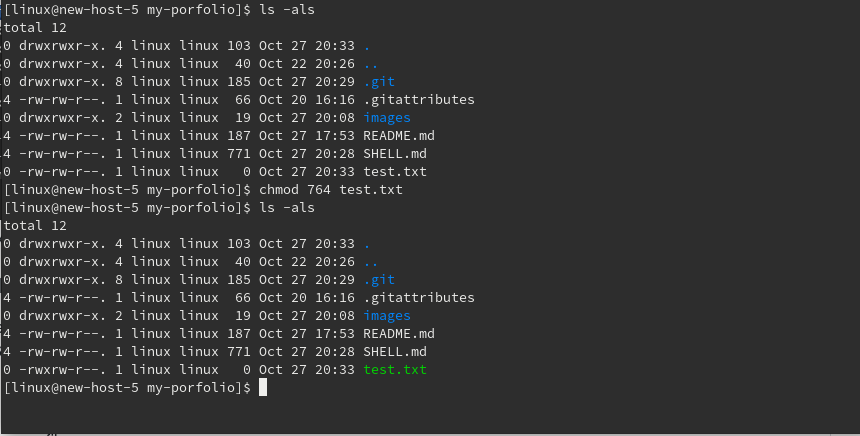 [linux@new-host-5 my-porfolio]$ ls -als
total 12
0 drwxrwxr-x. 4 linux linux 103 Oct 27 20:33 .
0 drwxrwxr-x. 4 linux linux  40 Oct 22 20:26 ..
0 drwxrwxr-x. 8 linux linux 185 Oct 27 20:29 .git
4 -rw-rw-r--. 1 linux linux  66 Oct 20 16:16 .gitattributes
0 drwxrwxr-x. 2 linux linux  19 Oct 27 20:08 images
4 -rw-rw-r--. 1 linux linux 187 Oct 27 17:53 README.md
4 -rw-rw-r--. 1 linux linux 771 Oct 27 20:28 SHELL.md
0 -rw-rw-r--. 1 linux linux   0 Oct 27 20:33 test.txt
[linux@new-host-5 my-porfolio]$ chmod 764 test.txt
[linux@new-host-5 my-porfolio]$ ls -als
total 12
0 drwxrwxr-x. 4 linux linux 103 Oct 27 20:33 .
0 drwxrwxr-x. 4 linux linux  40 Oct 22 20:26 ..
0 drwxrwxr-x. 8 linux linux 185 Oct 27 20:29 .git
4 -rw-rw-r--. 1 linux linux  66 Oct 20 16:16 .gitattributes
0 drwxrwxr-x. 2 linux linux  19 Oct 27 20:08 images
4 -rw-rw-r--. 1 linux linux 187 Oct 27 17:53 README.md
4 -rw-rw-r--. 1 linux linux 771 Oct 27 20:28 SHELL.md
0 -rwxrw-r--. 1 linux linux   0 Oct 27 20:33 test.txt
[linux@new-host-5 my-porfolio]$